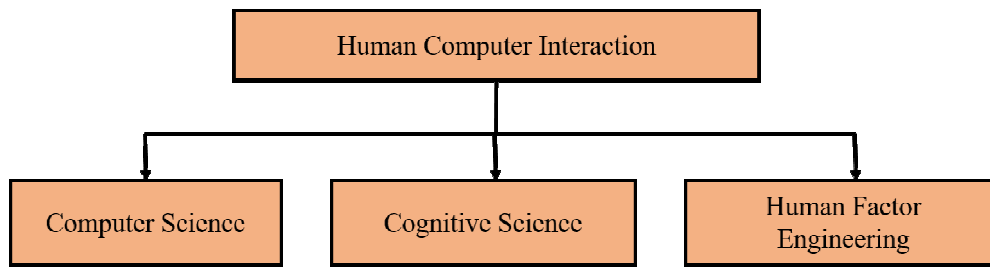 Human Computer Interaction
Computer Science
Cognitive Science
Human Factor
Engineering